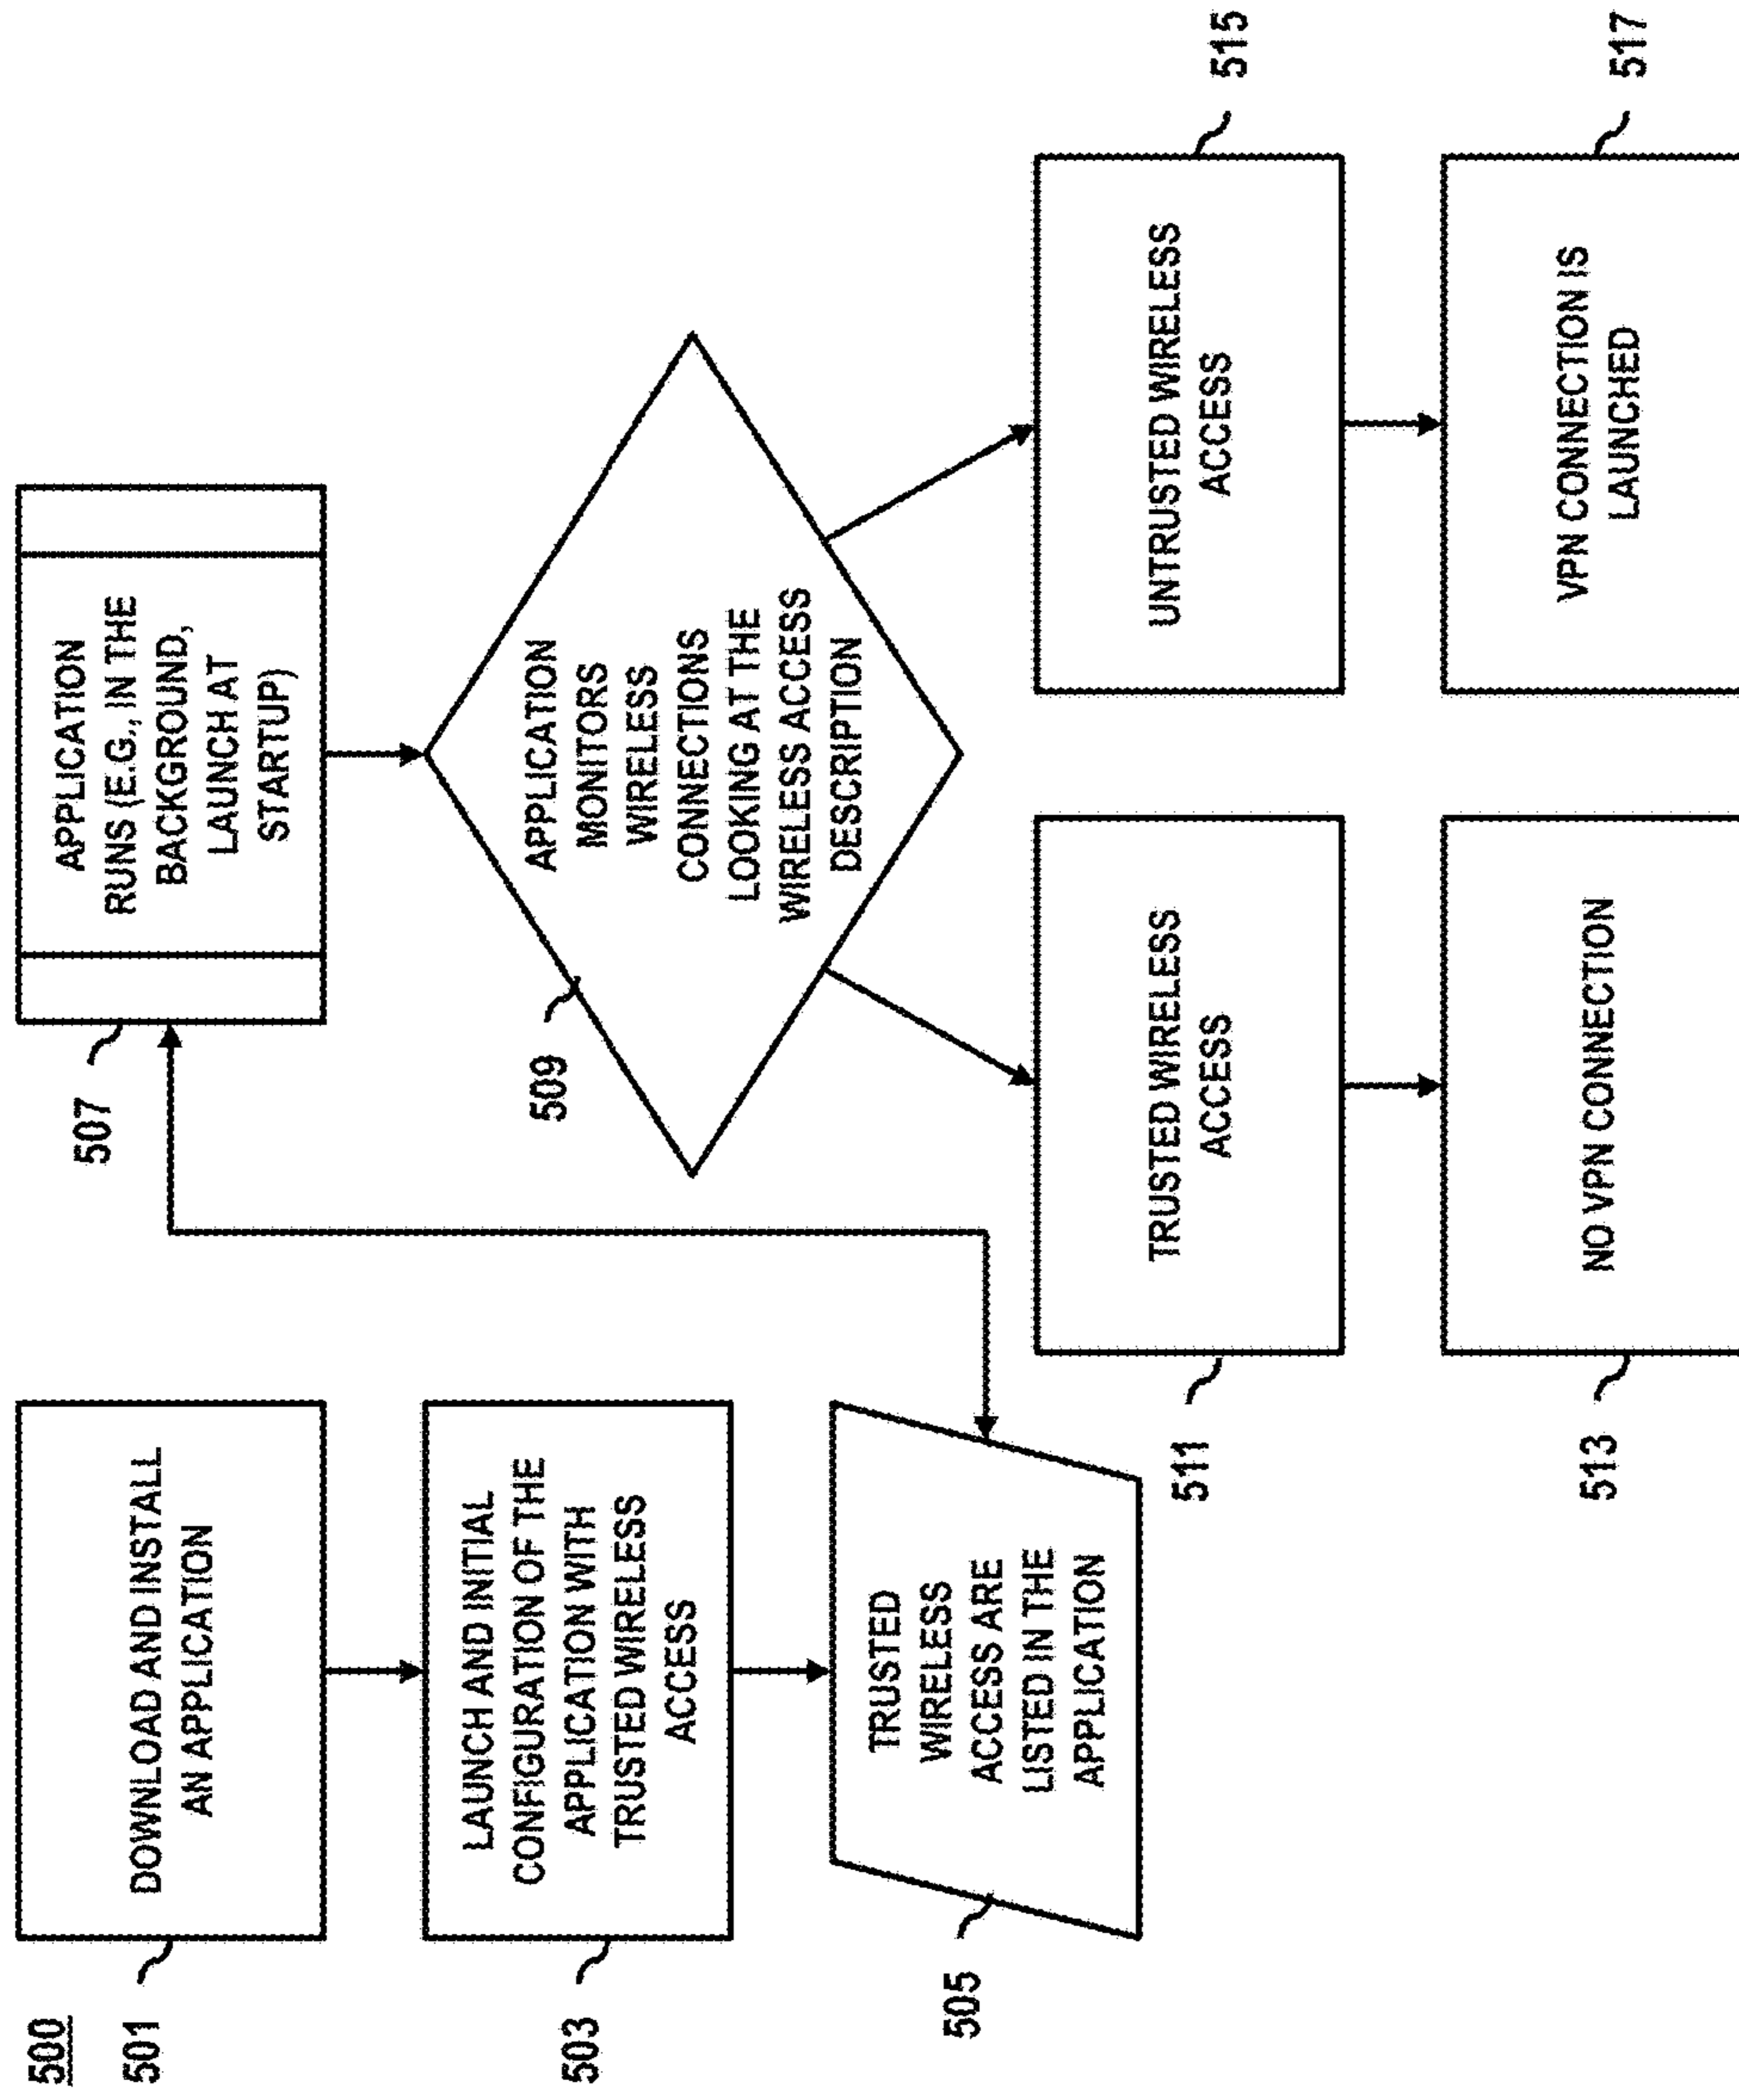 500
501
DOWNLOAD AND INSTALL
AN APPLICATION
503
LAUNCH AND INITIAL
CONFIGURATION OF THE
APPLICATION WITH
TRUSTED WIRELESS
ACCESS
505
TRUSTED
WIRELESS
ACCESS ARE
LISTED IN THE
APPLICATION
507
APPLICATION
RUNS (E.G., IN THE
BACKGROUND,
LAUNCH AT
STARTUP)
509
APPLICATION
MONITORS
WIRELESS
CONNECTIONS
LOOKING AT THE
WIRELESS ACCESS
DESCRIPTION
511
TRUSTED WIRELESS
ACCESS
513
NO VPN CONNECTION
515
UNTRUSTED WIRELESS
ACCESS
517
VPN CONNECTION IS
LAUNCHED